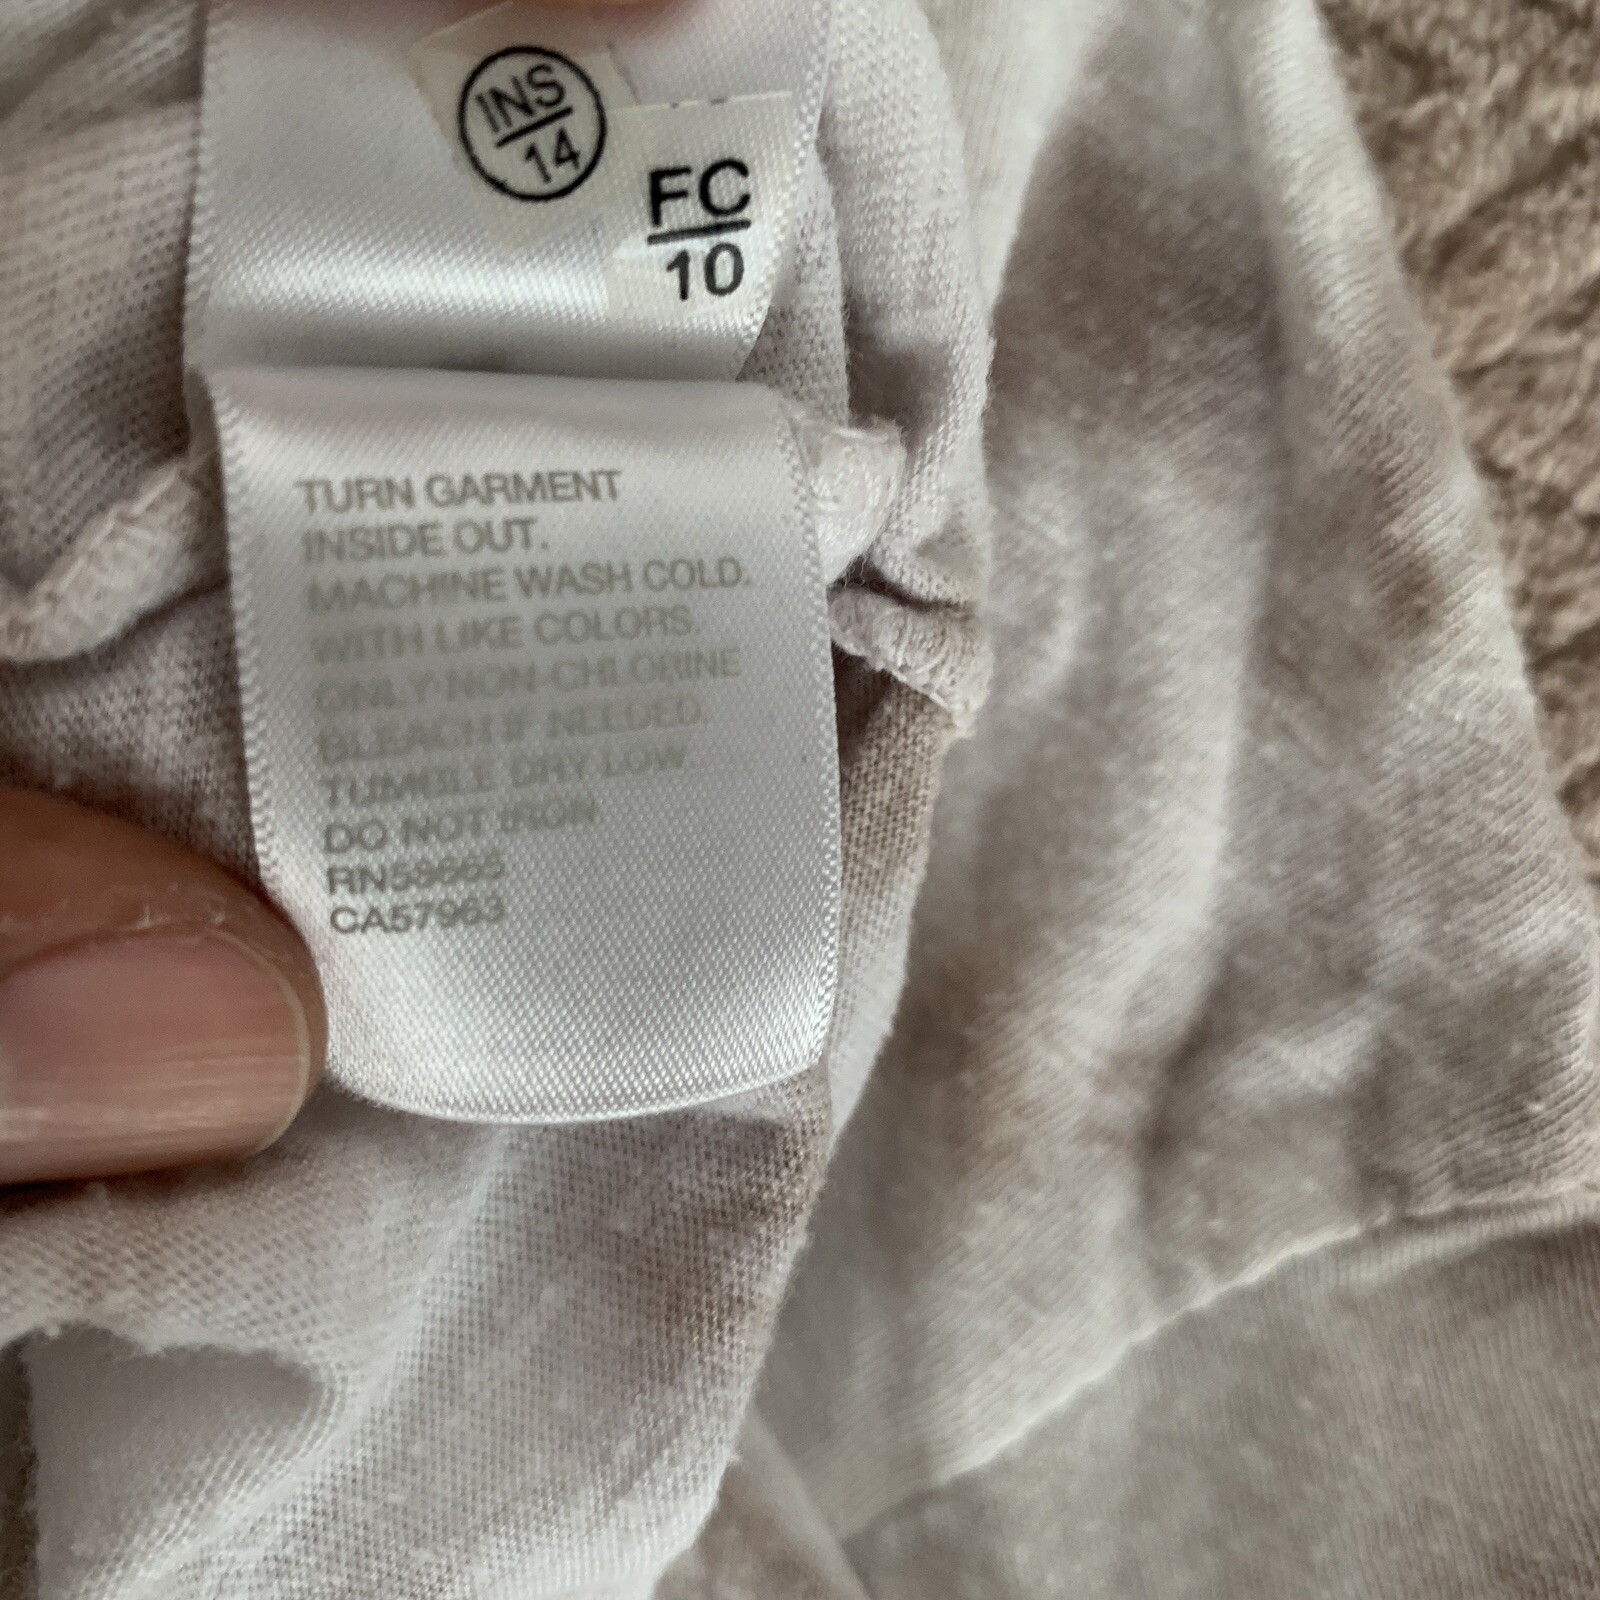 INS
14
FC
10
TURN GARMENT
INSIDE OUT.
MACHINE WASH COLD.
WITH LIKE COLORS.
ONLY NON-CHLORINE
BLEACH IF NEEDED.
TUMBLE DRY LOW.
DO NOT IRON
RN53665
CA57963